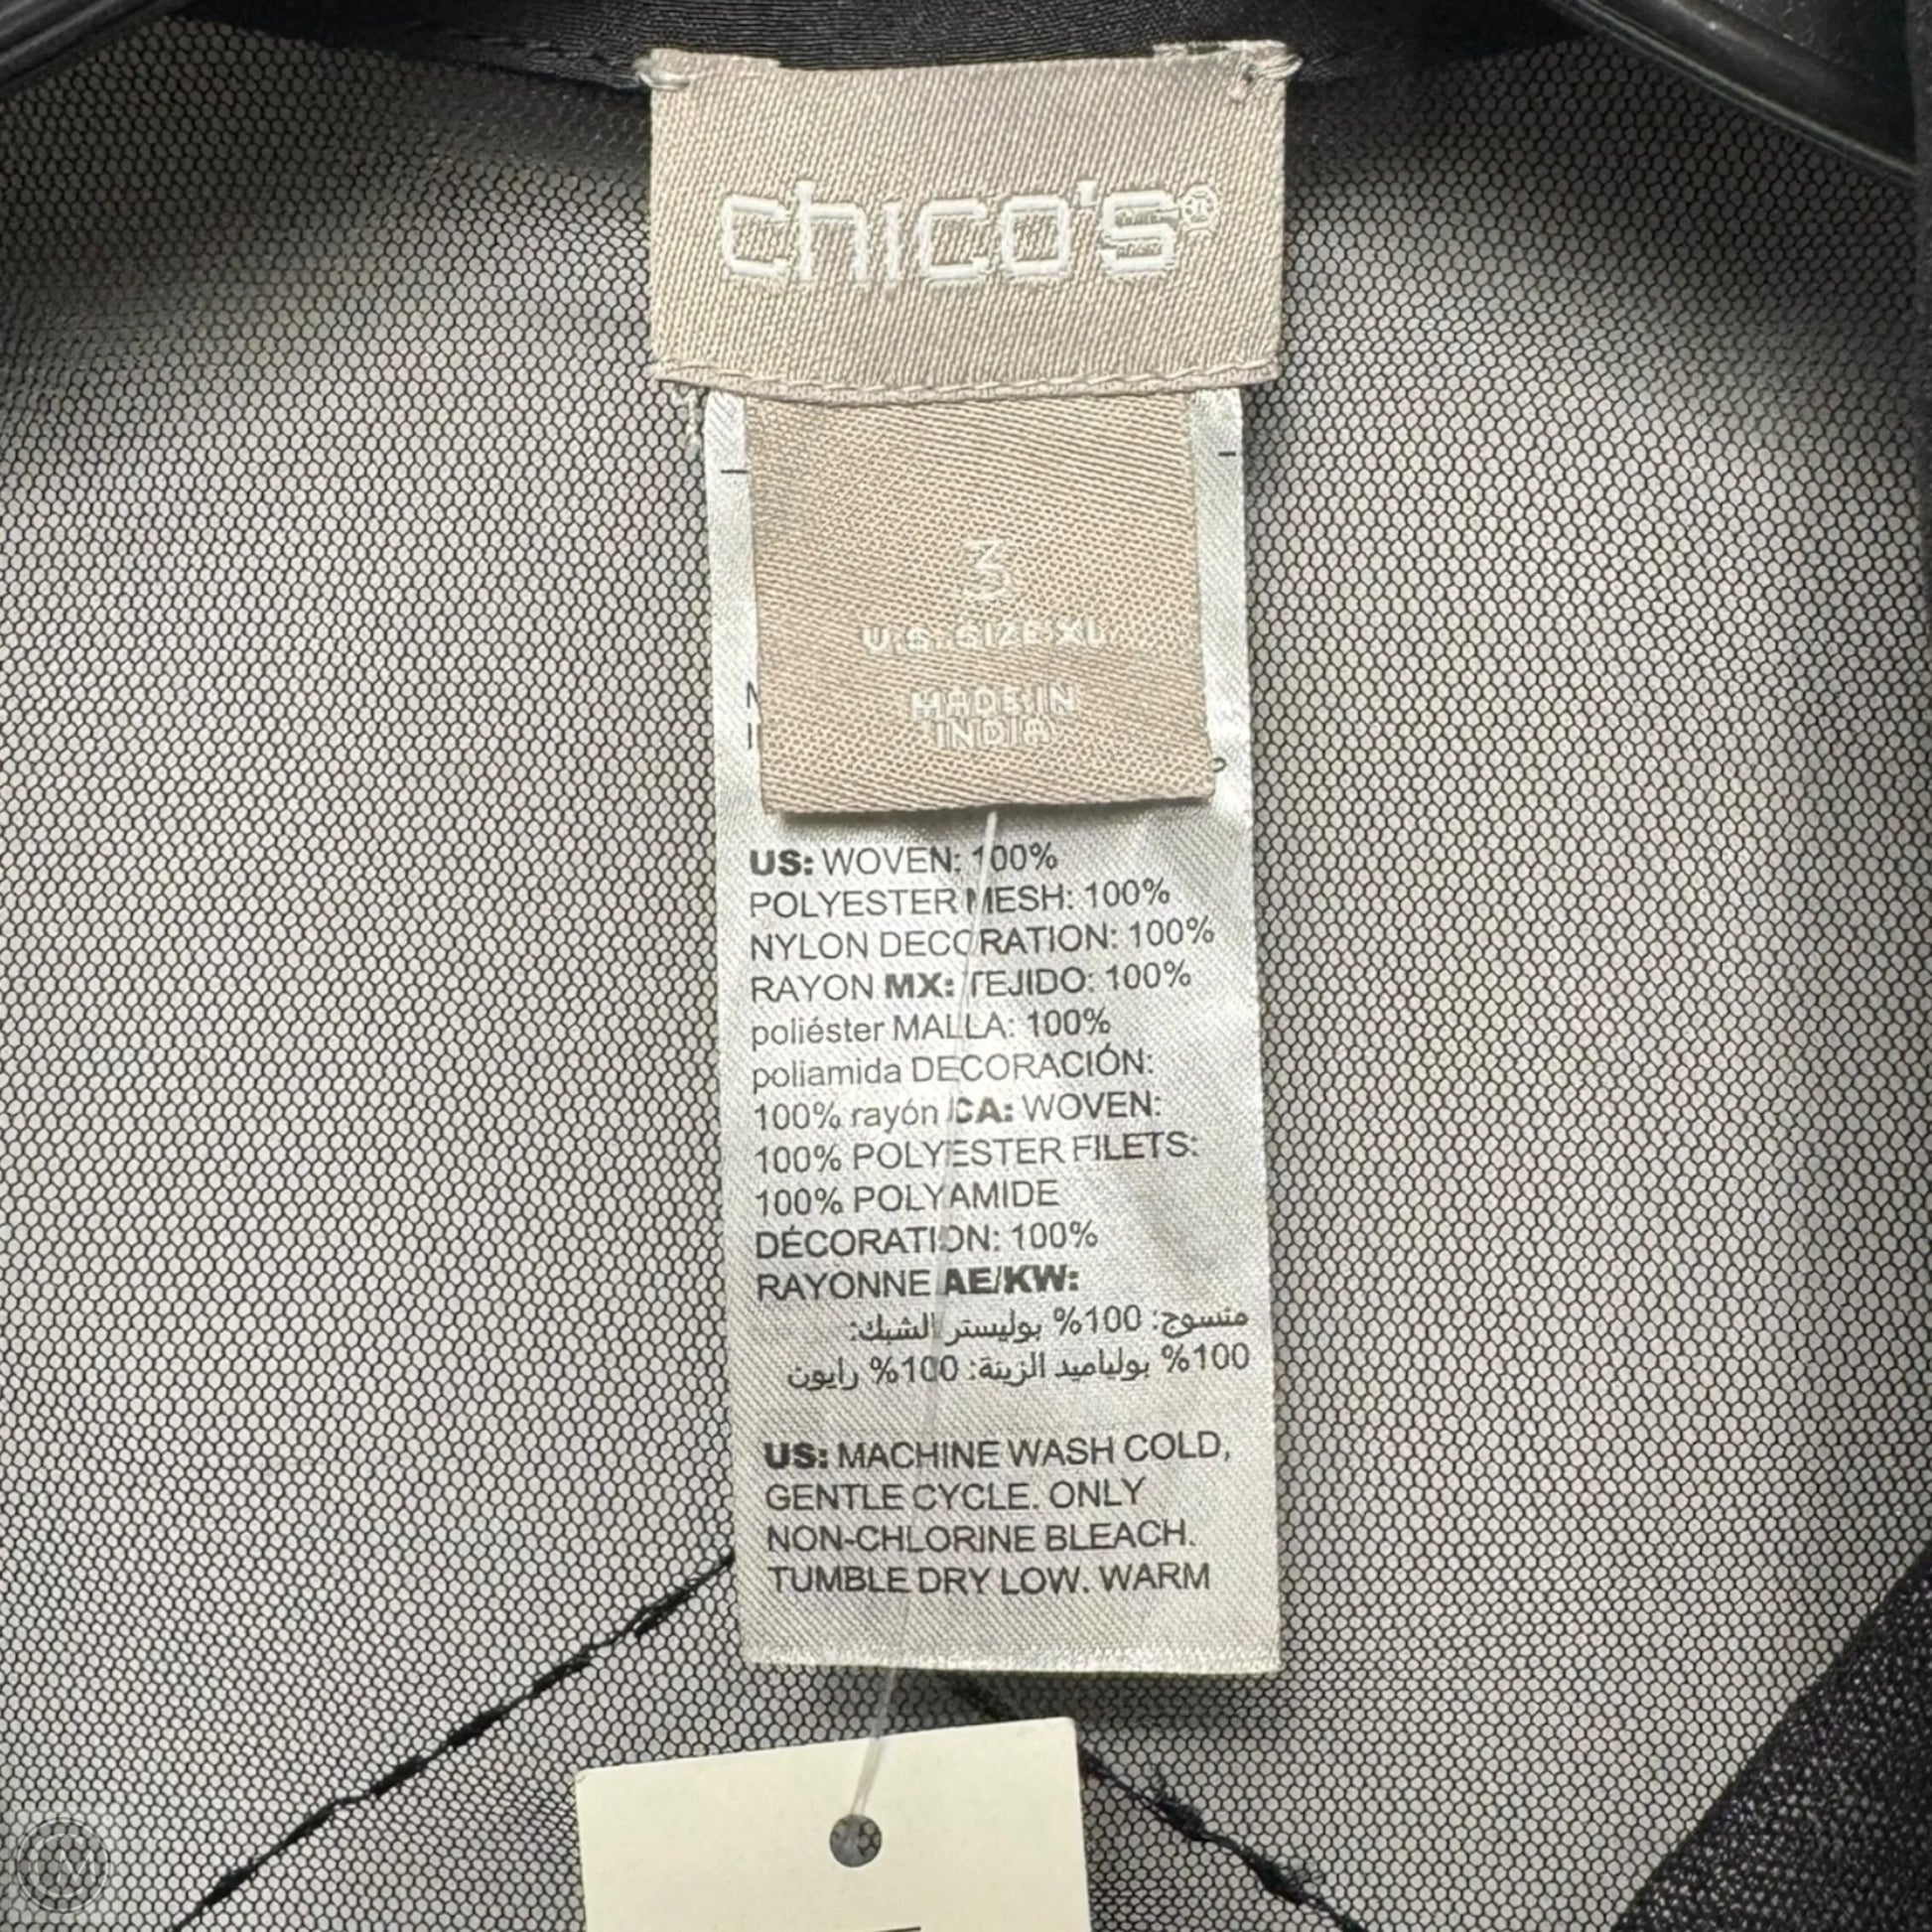 chico's®
3
U.S. SIZE XL
MADE IN
INDIA
US: WOVEN: 100%
POLYESTER MESH: 100%
NYLON DECORATION: 100%
RAYON MX: TEJIDO: 100%
poliéster MALLA: 100%
poliamida DECORACIÓN:
100% rayón CA: WOVEN:
100% POLYESTER FILETS:
100% POLYAMIDE
DÉCORATION: 100%
RAYONNE AE/KW:
منسوج: 100% بوليستر الشبك:
100% بولياميد الزينة: 100% رايون
US: MACHINE WASH COLD,
GENTLE CYCLE. ONLY
NON-CHLORINE BLEACH.
TUMBLE DRY LOW. WARM